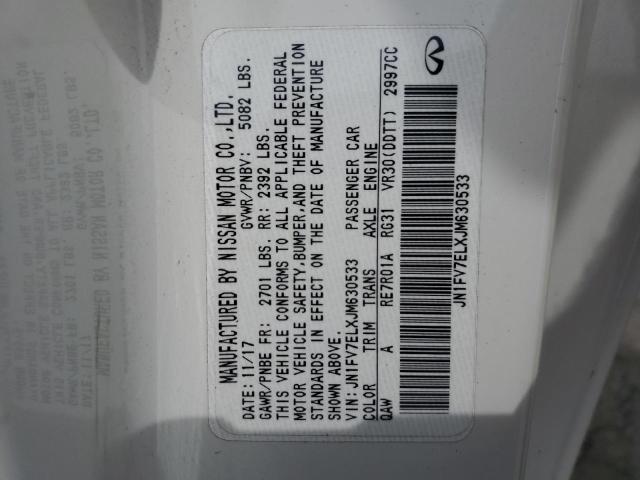 MANUFACTURED BY NISSAN MOTOR CO.,LTD.
DATE: 11/17 GVWR/PNBV: 5082 LBS.
GAWR/PNBE FR: 2701 LBS. RR: 2392 LBS.
THIS VEHICLE CONFORMS TO ALL APPLICABLE FEDERAL
MOTOR VEHICLE SAFETY,BUMPER,AND THEFT PREVENTION
STANDARDS IN EFFECT ON THE DATE OF MANUFACTURE
SHOWN ABOVE.
VIN: JN1FV7ELXJM630533 PASSENGER CAR
COLOR TRIM TRANS AXLE ENGINE
QAW A RE7R01A RG31 VR30(DDTT) 2997CC
JN1FV7ELXJM630533